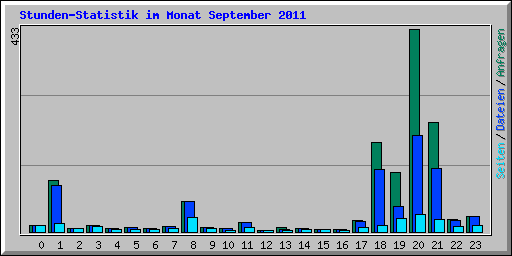 Stunden-Statistik im Monat September 2011
433
Seiten/Dateien/Anfragen
0 1 2 3 4 5 6 7 8 9 10 11 12 13 14 15 16 17 18 19 20 21 22 23